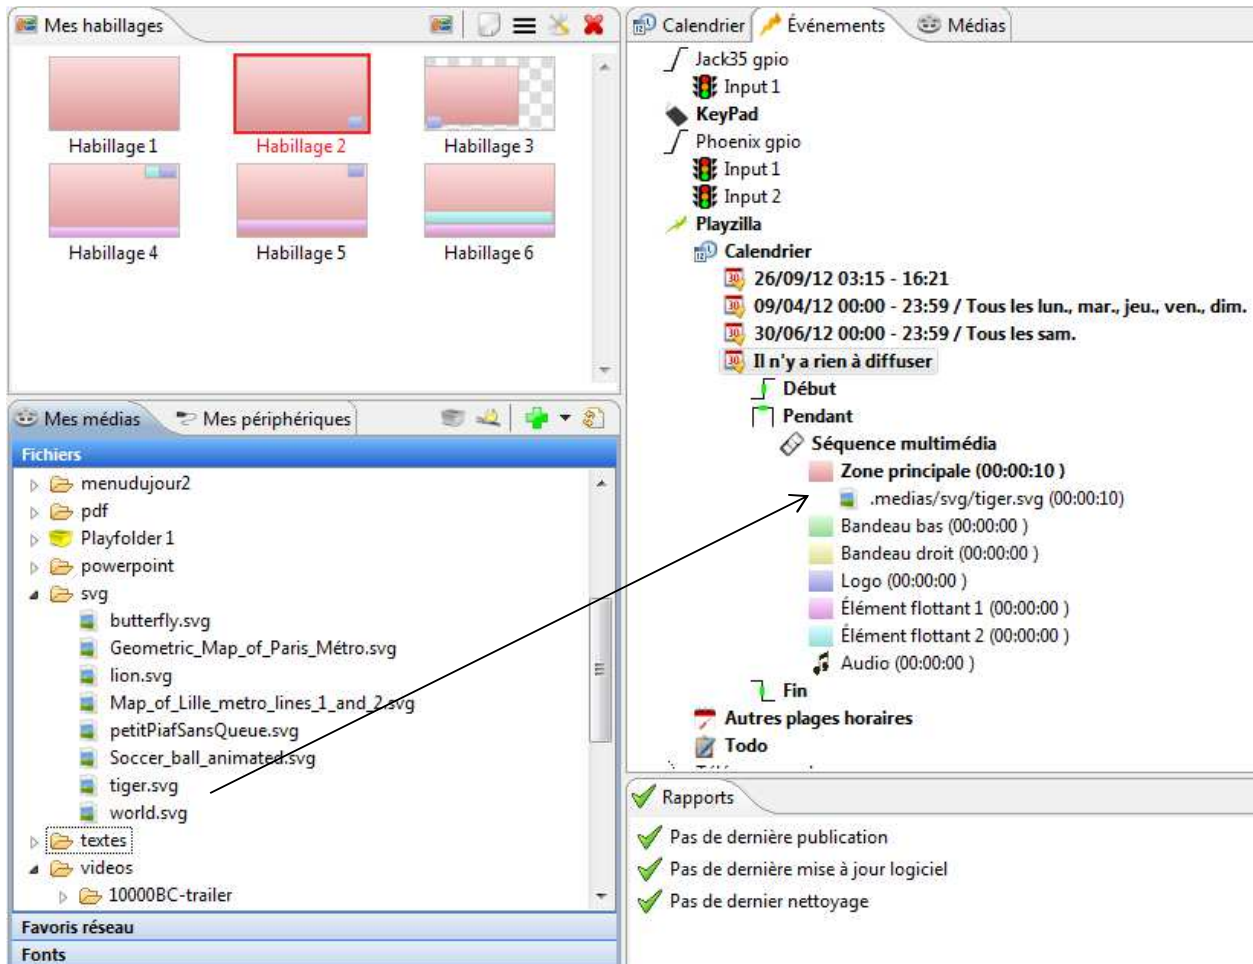 Mes habillages
Habillage 1
Habillage 2
Habillage 3
Habillage 4
Habillage 5
Habillage 6
Mes médias
Mes périphériques
Fichiers
menudujour2
pdf
Playfolder 1
powerpoint
svg
butterfly.svg
Geometric_Map_of_Paris_Métro.svg
lion.svg
Map_of_Lille_metro_lines_1_and_2.svg
petitPiafSansQueue.svg
Soccer_ball_animated.svg
tiger.svg
world.svg
textes
videos
10000BC-trailer
Favoris réseau
Fonts
Calendrier
Événements
Médias
Jack35 gpio
Input 1
KeyPad
Phoenix gpio
Input 1
Input 2
Playzilla
Calendrier
26/09/12 03:15 - 16:21
09/04/12 00:00 - 23:59 / Tous les lun., mar., jeu., ven., dim.
30/06/12 00:00 - 23:59 / Tous les sam.
Il n'y a rien à diffuser
Début
Pendant
Séquence multimédia
Zone principale (00:00:10 )
.medias/svg/tiger.svg (00:00:10)
Bandeau bas (00:00:00 )
Bandeau droit (00:00:00 )
Logo (00:00:00 )
Élément flottant 1 (00:00:00 )
Élément flottant 2 (00:00:00 )
Audio (00:00:00 )
Fin
Autres plages horaires
Todo
Rapports
Pas de dernière publication
Pas de dernière mise à jour logiciel
Pas de dernier nettoyage